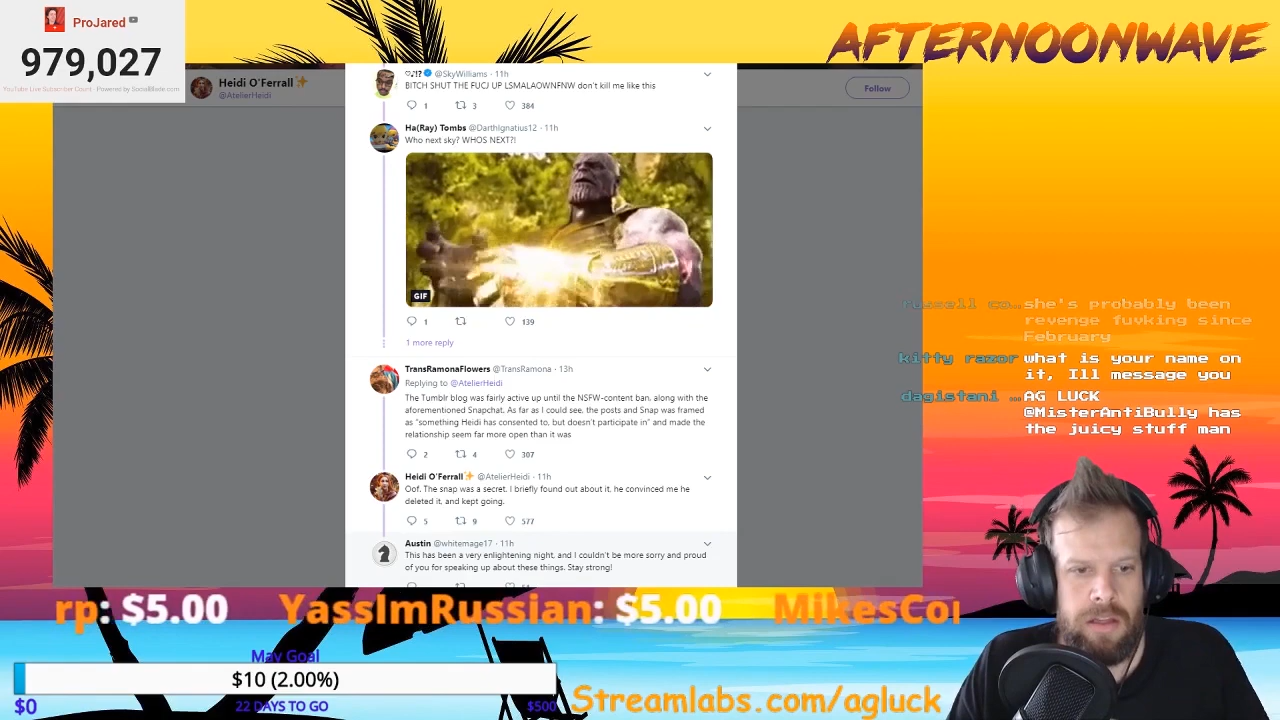 ProJared
979,027
YouTube Live Subscriber Count - Powered by SocialBlade.com
AFTERNOONWAVE
Heidi O'Ferrall✨
@AtelierHeidi
Follow
@SkyWilliams · 11h
BITCH SHUT THE FUCJ UP LSMALAOWNFNW don't kill me like this
1 3 384
Ha(Ray) Tombs @DarthIgnatius12 · 11h
Who next sky? WHOS NEXT?!
GIF
1 139
1 more reply
TransRamonaFlowers @TransRamona · 13h
Replying to @AtelierHeidi
The Tumblr blog was fairly active up until the NSFW-content ban, along with the
aforementioned Snapchat. As far as I could see, the posts and Snap was framed
as "something Heidi has consented to, but doesn't participate in" and made the
relationship seem far more open than it was
2 4 307
Heidi O'Ferrall✨ @AtelierHeidi · 11h
Oof. The snap was a secret. I briefly found out about it, he convinced me he
deleted it, and kept going.
5 9 577
Austin @whitemage17 · 11h
This has been a very enlightening night, and I couldn't be more sorry and proud
of you for speaking up about these things. Stay strong!
she's probably been
revenge fuvking since
February
kitty razor what is your name on
it, Ill message you
dagistani … AG LUCK
@MisterAntiBully has
the juicy stuff man
rp: $5.00 YassImRussian: $5.00 MikesCor
May Goal
$10 (2.00%)
$0 22 DAYS TO GO $500
Streamlabs.com/agluck